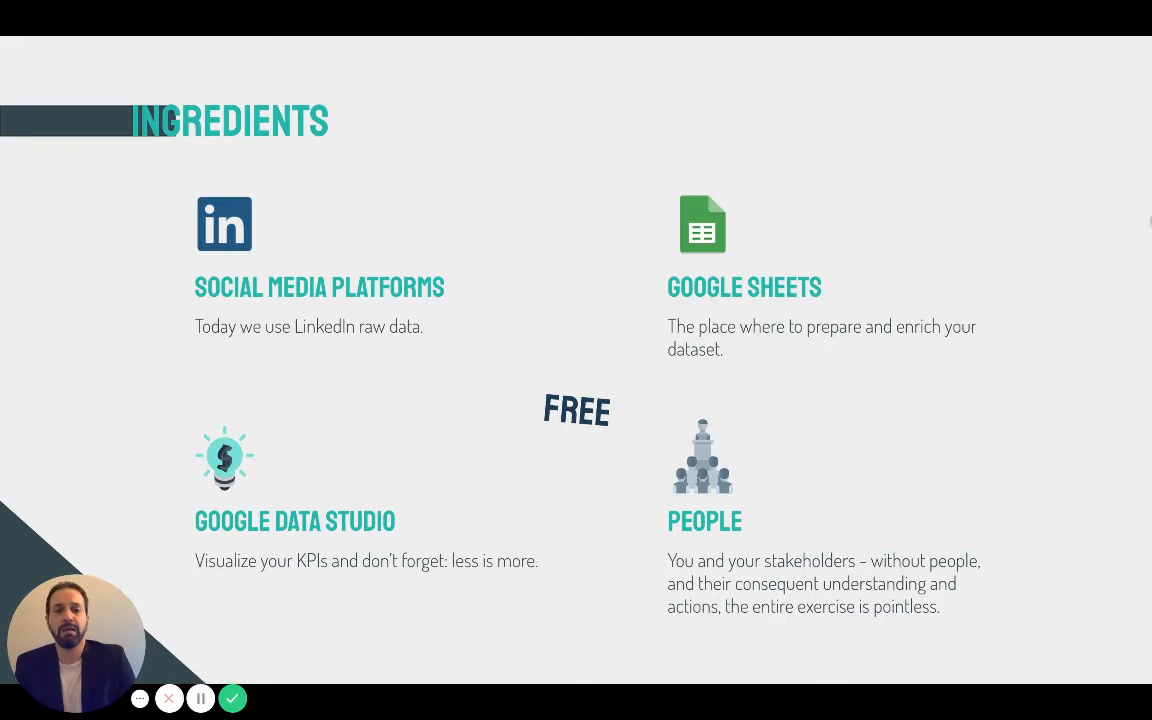 INGREDIENTS
in
SOCIAL MEDIA PLATFORMS
Today we use LinkedIn raw data.
GOOGLE SHEETS
The place where to prepare and enrich your
dataset.
FREE
$
GOOGLE DATA STUDIO
Visualize your KPIs and don't forget: less is more.
PEOPLE
You and your stakeholders - without people,
and their consequent understanding and
actions, the entire exercise is pointless.